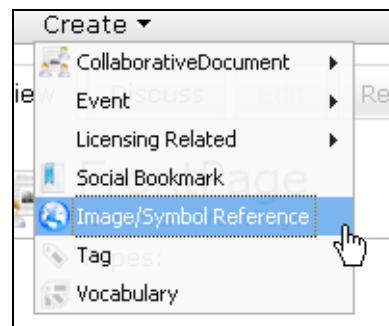 Create ▾
CollaborativeDocument
Event
Licensing Related
Social Bookmark
Image/Symbol Reference
Tag
Vocabulary